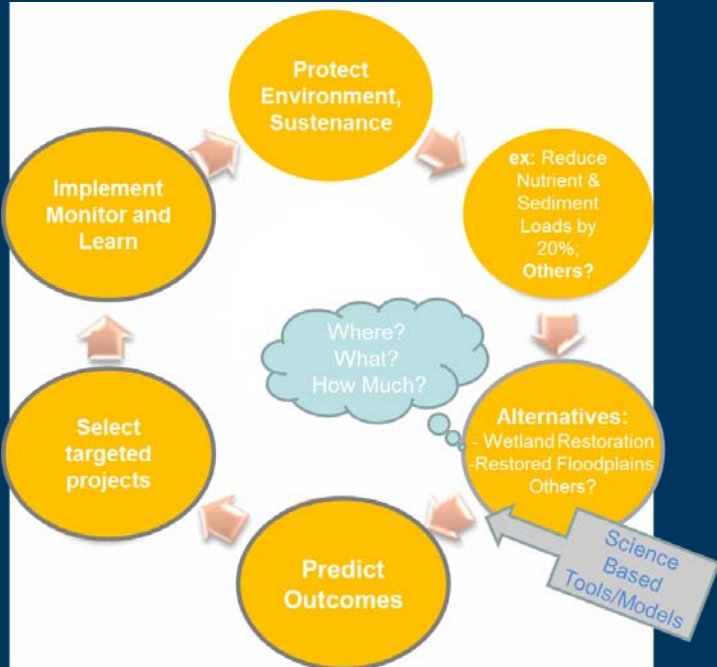 Protect
Environment,
Sustenance
ex: Reduce
Nutrient &
Sediment
Loads by
20%;
Others?
Where?
What?
How Much?
Alternatives:
- Wetland Restoration
-Restored Floodplains
Others?
Science
Based
Tools/Models
Predict
Outcomes
Select
targeted
projects
Implement
Monitor and
Learn